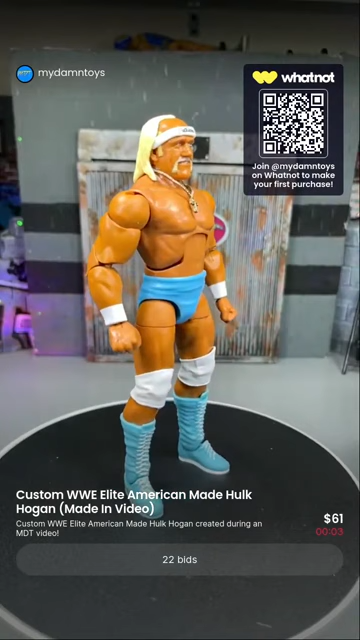 mydamntoys
whatnot
Join @mydamntoys
on Whatnot to make
your first purchase!
Custom WWE Elite American Made Hulk
Hogan (Made In Video)
Custom WWE Elite American Made Hulk Hogan created during an
MDT video!
$61
00:03
22 bids